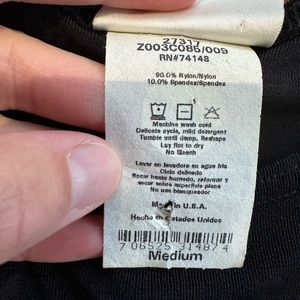 27317
Z003C085/009
RN#74148
90.0% Nylon/Nylon
10.0% Spandex/Spandex
Machine wash cold
Delicate cycle, mild detergent
Tumble until damp, Reshape
Lay flat to dry
No Bleach
Lavar en lavadora en agua fria
Ciclo delicado
Secar hasta humedo, reformar y
secar sobre superficie plana
No use blanqueador
Made in U.S.A.
Hecho en Estados Unidos
7 06525 31487 4
Medium